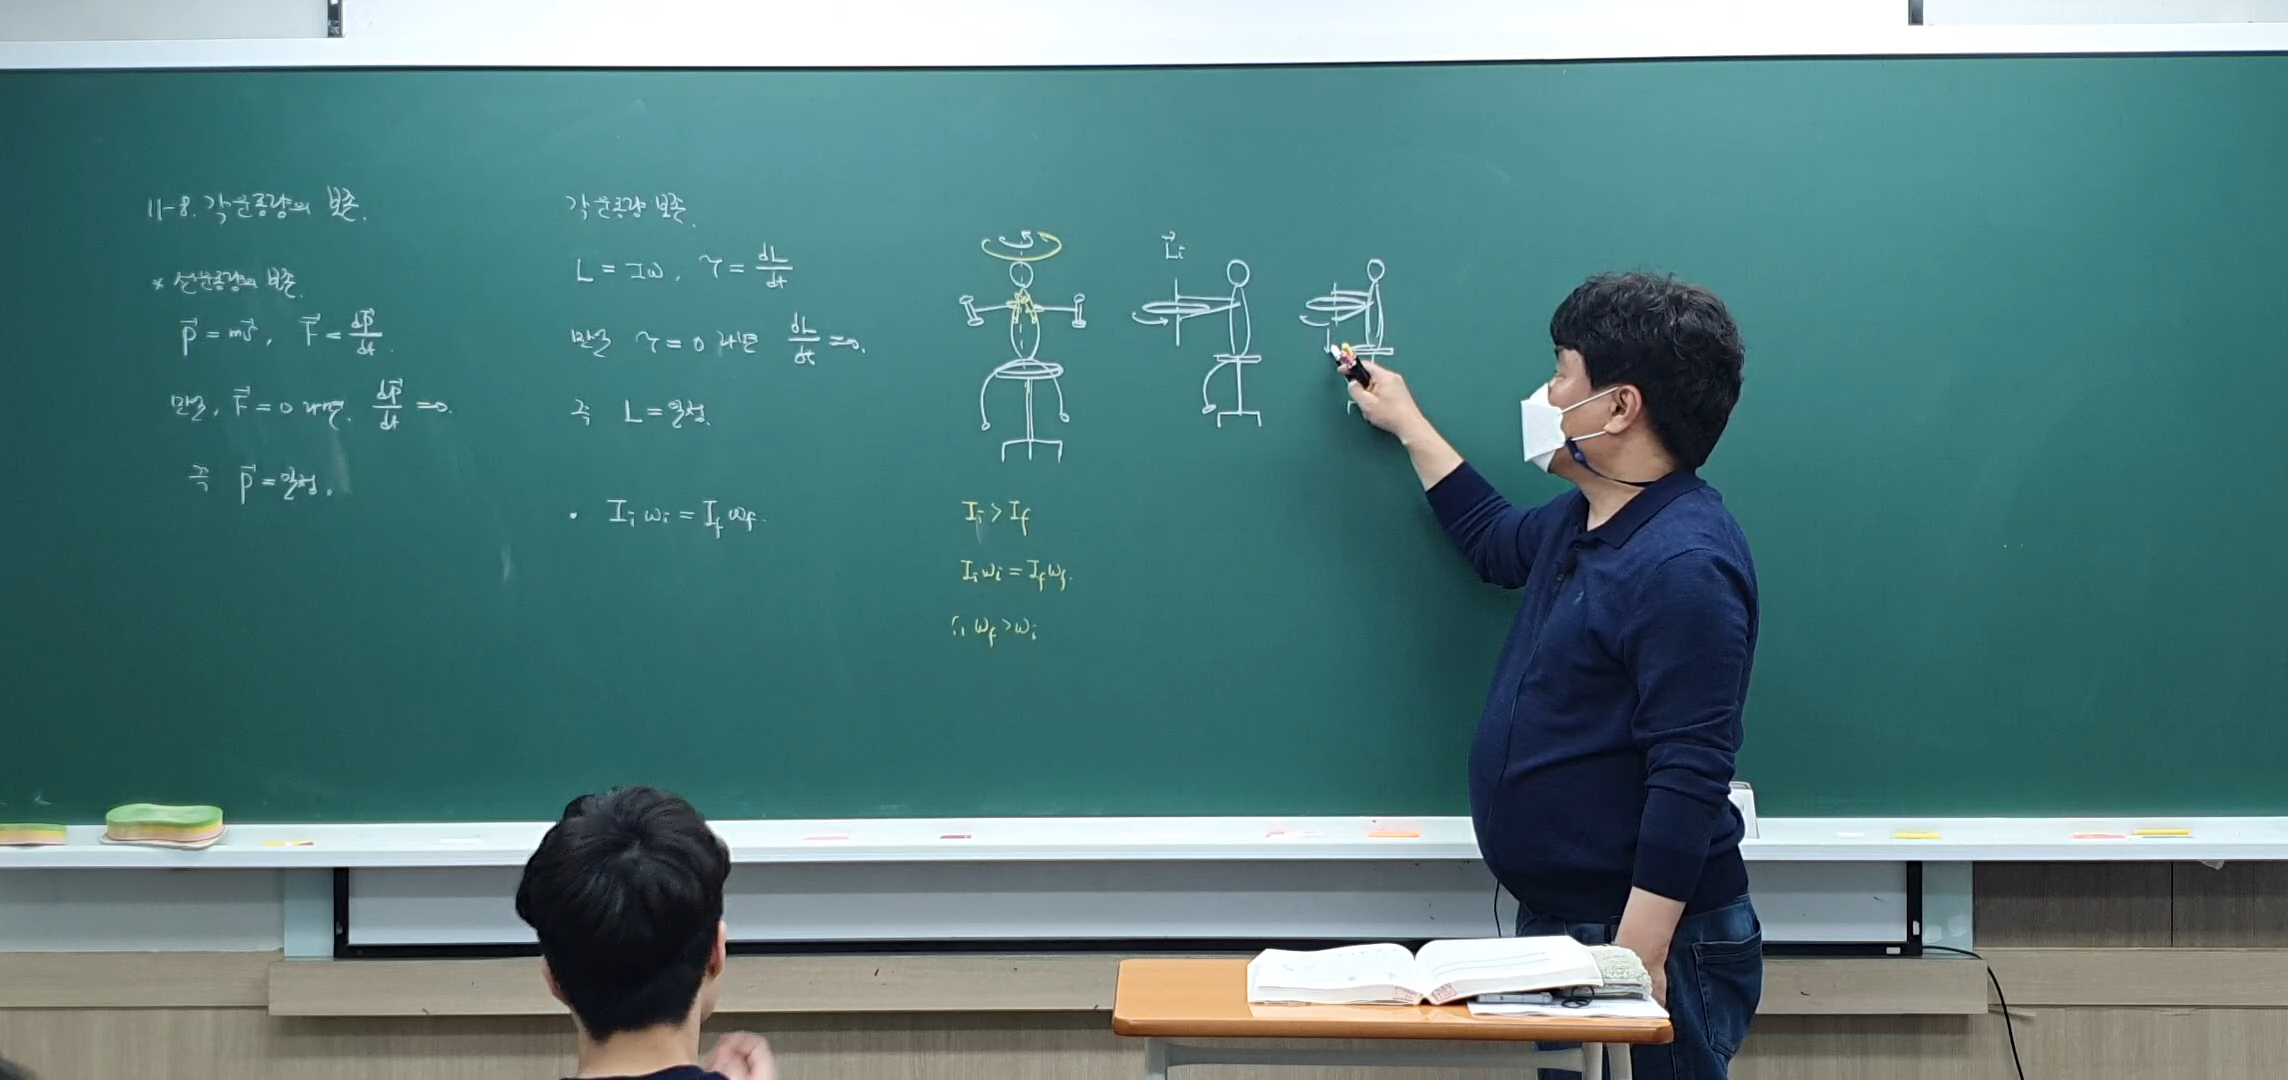 11-8. 각운동량의 보존.
* 선운동량의 보존.
p⃗ = mv⃗, F⃗ = dp⃗/dt.
만일, F⃗ = 0 라면, dp⃗/dt = 0.
즉 p⃗ = 일정.
각운동량 보존.
L = Iω, τ = dL/dt
만일 τ = 0 라면 dL/dt = 0.
즉 L = 일정.
• Iᵢ ωᵢ = I_f ω_f.
Iᵢ > I_f
Iᵢ ωᵢ = I_f ω_f.
∴ ω_f > ωᵢ
L⃗ᵢ